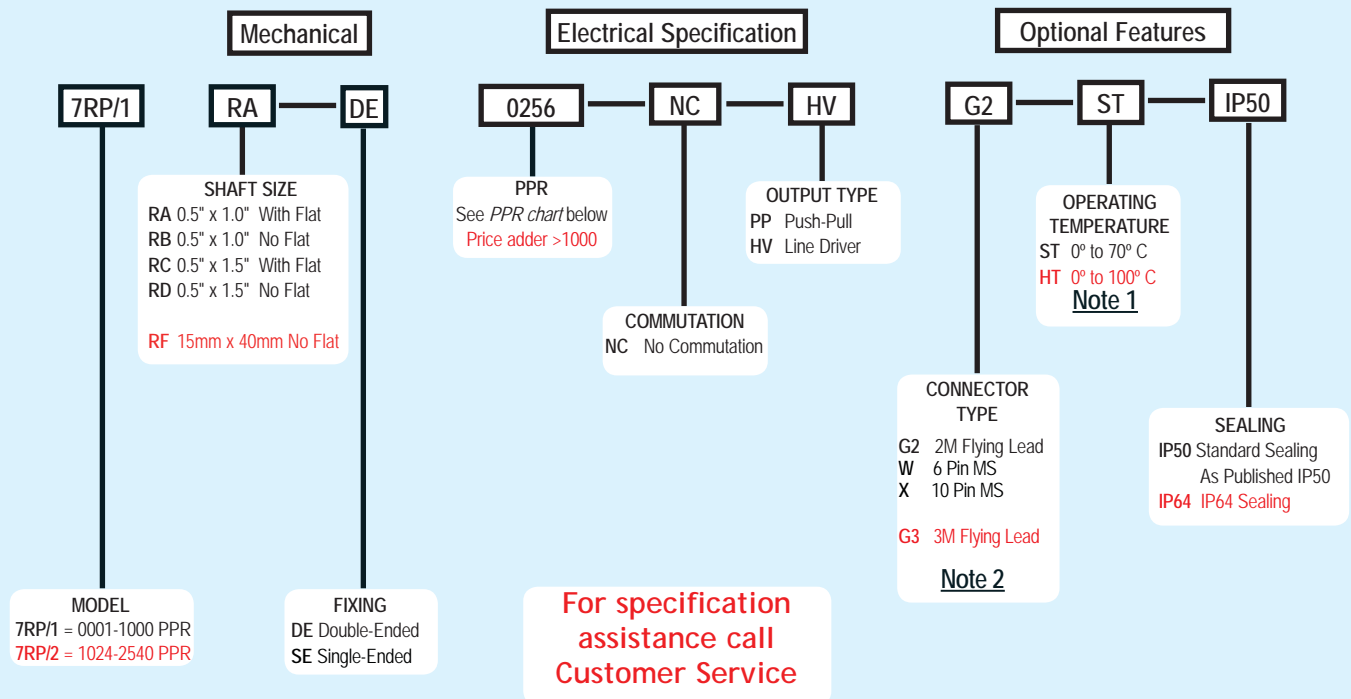 Mechanical
Electrical Specification
Optional Features
7RP/1
RA
DE
0256
NC
HV
G2
ST
IP50
SHAFT SIZE
RA 0.5" x 1.0" With Flat
RB 0.5" x 1.0" No Flat
RC 0.5" x 1.5" With Flat
RD 0.5" x 1.5" No Flat
RF 15mm x 40mm No Flat
PPR
See PPR chart below
Price adder >1000
OUTPUT TYPE
PP Push-Pull
HV Line Driver
OPERATING
TEMPERATURE
ST 0º to 70º C
HT 0º to 100º C
Note 1
COMMUTATION
NC No Commutation
CONNECTOR
TYPE
G2 2M Flying Lead
W 6 Pin MS
X 10 Pin MS
G3 3M Flying Lead
Note 2
SEALING
IP50 Standard Sealing
As Published IP50
IP64 IP64 Sealing
MODEL
7RP/1 = 0001-1000 PPR
7RP/2 = 1024-2540 PPR
FIXING
DE Double-Ended
SE Single-Ended
For specification
assistance call
Customer Service